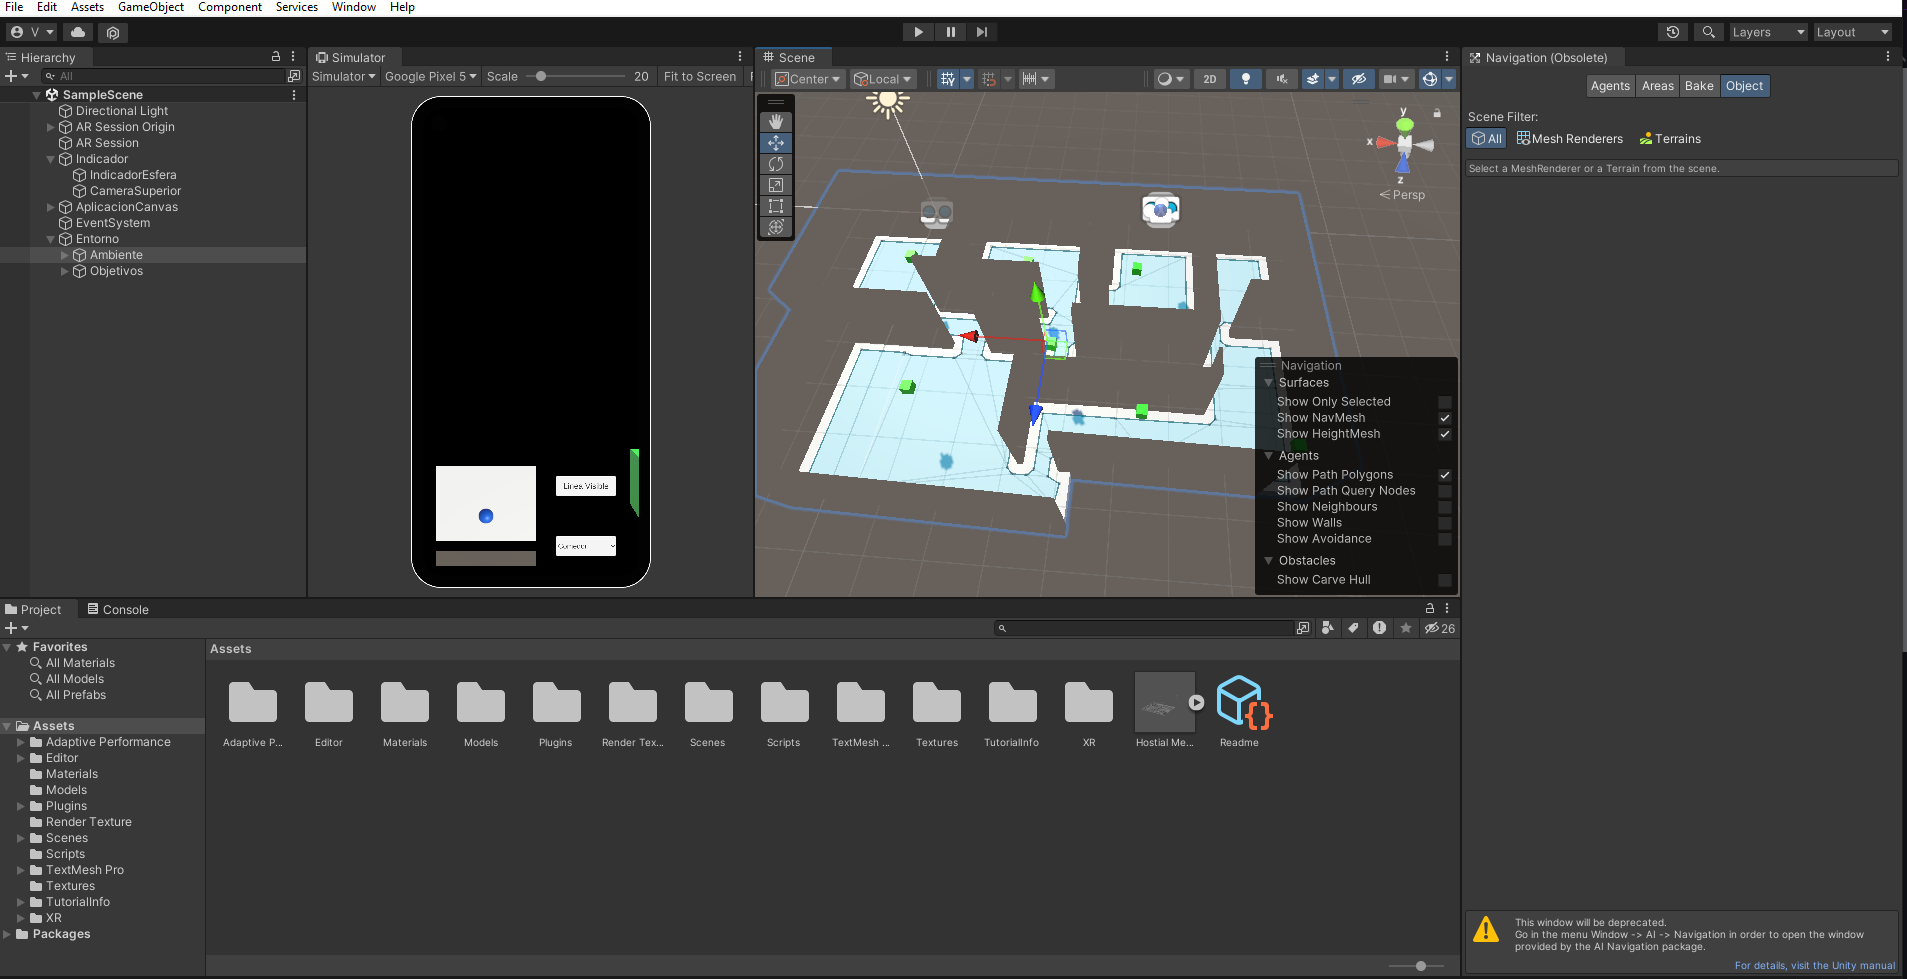 File Edit Assets GameObject Component Services Window Help
V
Layers Layout
Hierarchy
All
SampleScene
Directional Light
AR Session Origin
AR Session
Indicador
IndicadorEsfera
CameraSuperior
AplicacionCanvas
EventSystem
Entorno
Ambiente
Objetivos
Simulator
Simulator Google Pixel 5 Scale 20 Fit to Screen
Linea Visible
Comedor
Scene
Center Local 2D
y
x
z
Persp
Navigation
Surfaces
Show Only Selected
Show NavMesh
Show HeightMesh
Agents
Show Path Polygons
Show Path Query Nodes
Show Neighbours
Show Walls
Show Avoidance
Obstacles
Show Carve Hull
Navigation (Obsolete)
Agents Areas Bake Object
Scene Filter:
All Mesh Renderers Terrains
Select a MeshRenderer or a Terrain from the scene.
This window will be deprecated.
Go in the menu Window -> AI -> Navigation in order to open the window
provided by the AI Navigation package.
For details, visit the Unity manual
Project Console
26
Favorites
All Materials
All Models
All Prefabs
Assets
Adaptive Performance
Editor
Materials
Models
Plugins
Render Texture
Scenes
Scripts
TextMesh Pro
Textures
TutorialInfo
XR
Packages
Assets
Adaptive P... Editor Materials Models Plugins Render Tex... Scenes Scripts TextMesh ... Textures TutorialInfo XR Hostial Me... Readme